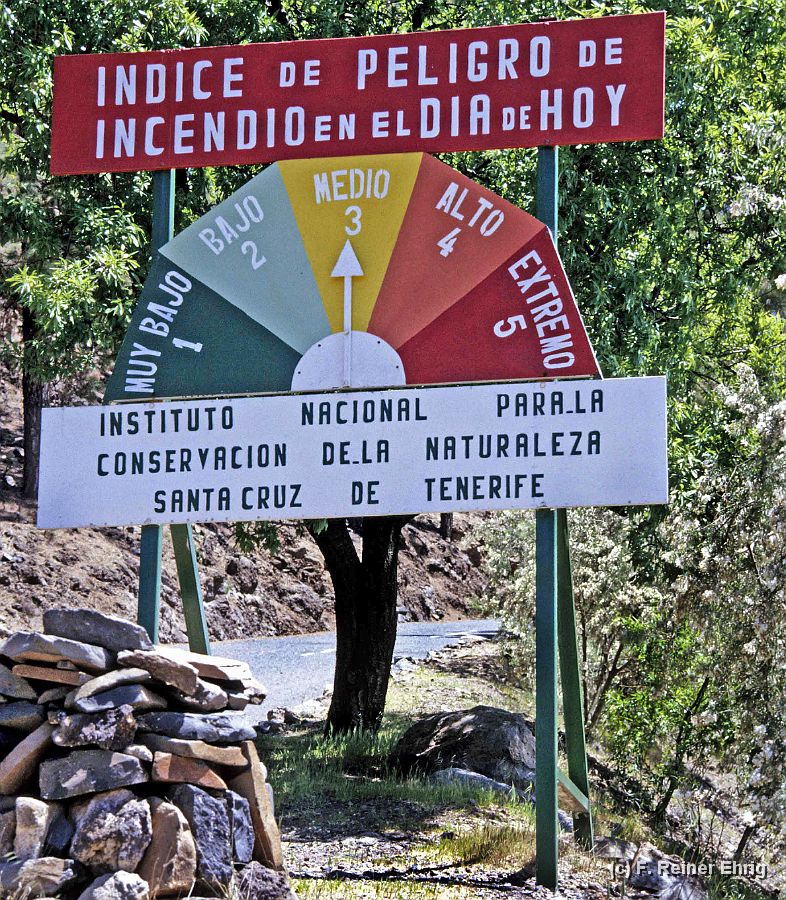 INDICE DE PELIGRO DE
INCENDIO EN EL DIA DE HOY
MUY BAJO
1
BAJO
2
MEDIO
3
ALTO
4
EXTREMO
5
INSTITUTO NACIONAL PARA LA
CONSERVACION DE LA NATURALEZA
SANTA CRUZ DE TENERIFE
(c) F. Reiner Ehrig